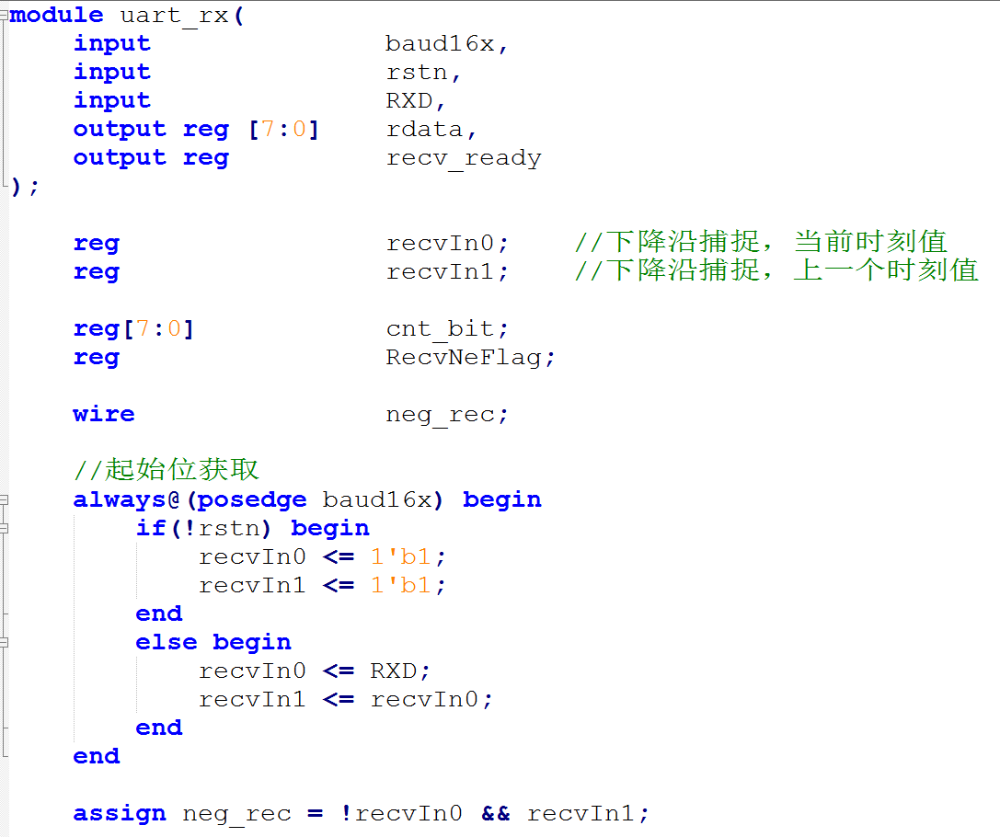 module uart_rx(
    input               baud16x,
    input               rstn,
    input               RXD,
    output reg [7:0]    rdata,
    output reg          recv_ready
);
    reg                 recvIn0;    //下降沿捕捉，当前时刻值
    reg                 recvIn1;    //下降沿捕捉，上一个时刻值
    reg[7:0]            cnt_bit;
    reg                 RecvNeFlag;
    wire                neg_rec;
    //起始位获取
    always@(posedge baud16x) begin
        if(!rstn) begin
            recvIn0 <= 1'b1;
            recvIn1 <= 1'b1;
        end
        else begin
            recvIn0 <= RXD;
            recvIn1 <= recvIn0;
        end
    end
    assign neg_rec = !recvIn0 && recvIn1;